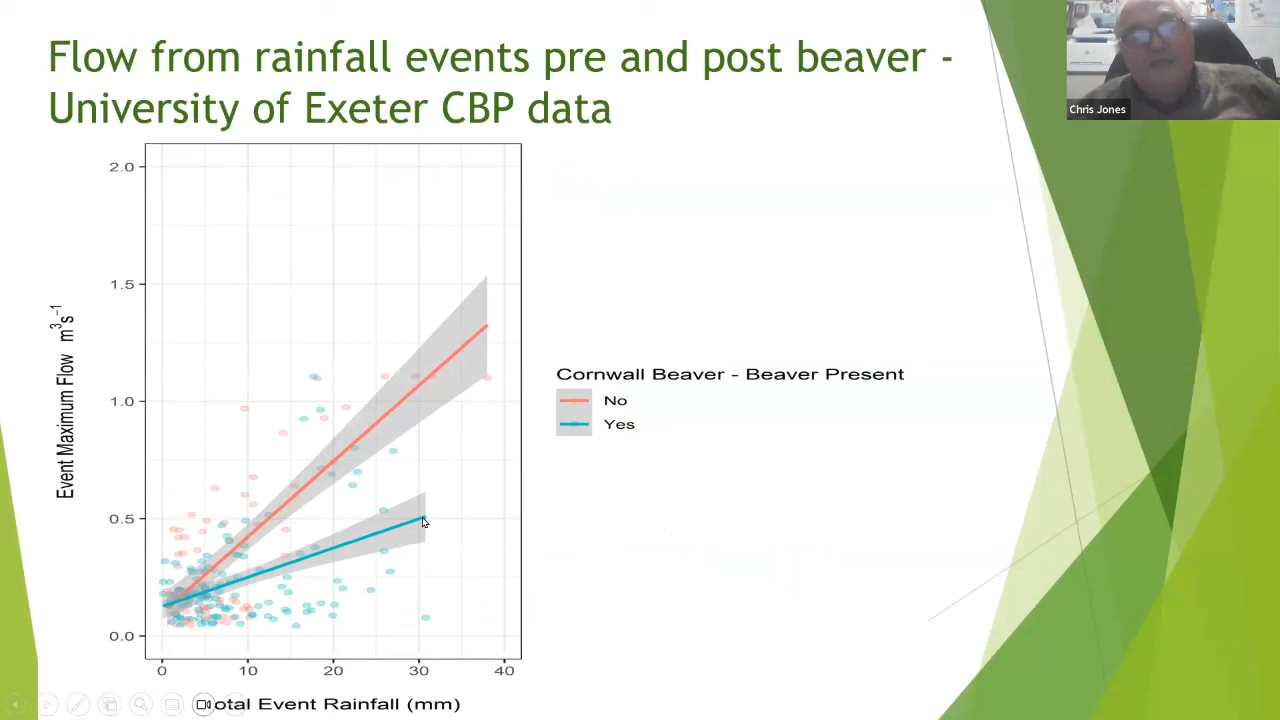 Flow from rainfall events pre and post beaver -
University of Exeter CBP data
Chris Jones
2.0
1.5
1.0
0.5
0.0
Event Maximum Flow m³s⁻¹
0 10 20 30 40
otal Event Rainfall (mm)
Cornwall Beaver - Beaver Present
No
Yes